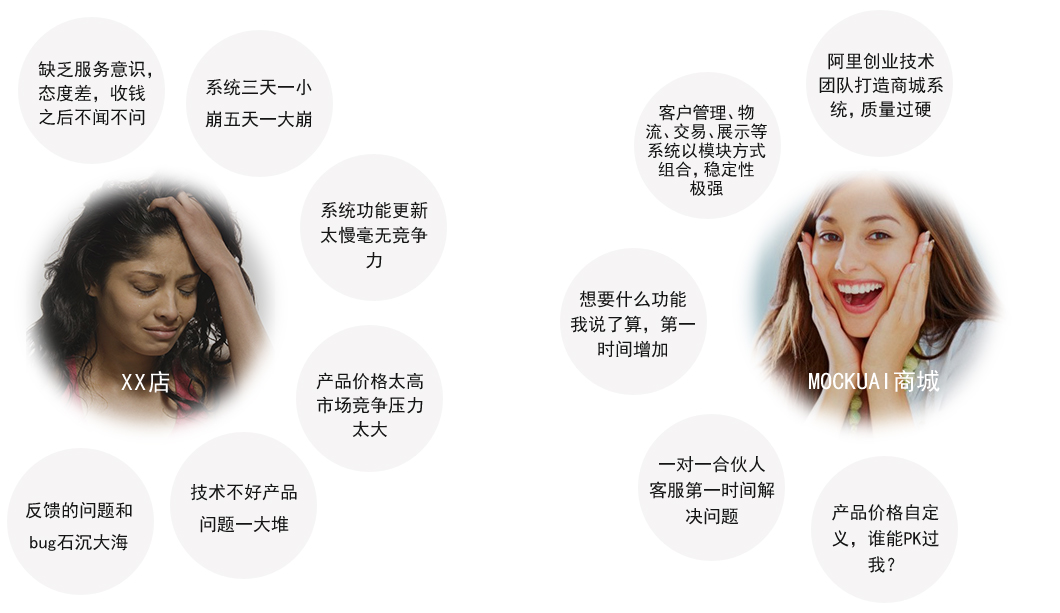 缺乏服务意识，
态度差，收钱
之后不闻不问
系统三天一小
崩五天一大崩
系统功能更新
太慢毫无竞争
力
产品价格太高
市场竞争压力
太大
技术不好产品
问题一大堆
反馈的问题和
bug石沉大海
XX店
阿里创业技术
团队打造商城系
统，质量过硬
客户管理、物
流、交易、展示等
系统以模块方式
组合，稳定性
极强
想要什么功能
我说了算，第一
时间增加
一对一合伙人
客服第一时间解
决问题
产品价格自定
义，谁能PK过
我？
MOCKUAI商城